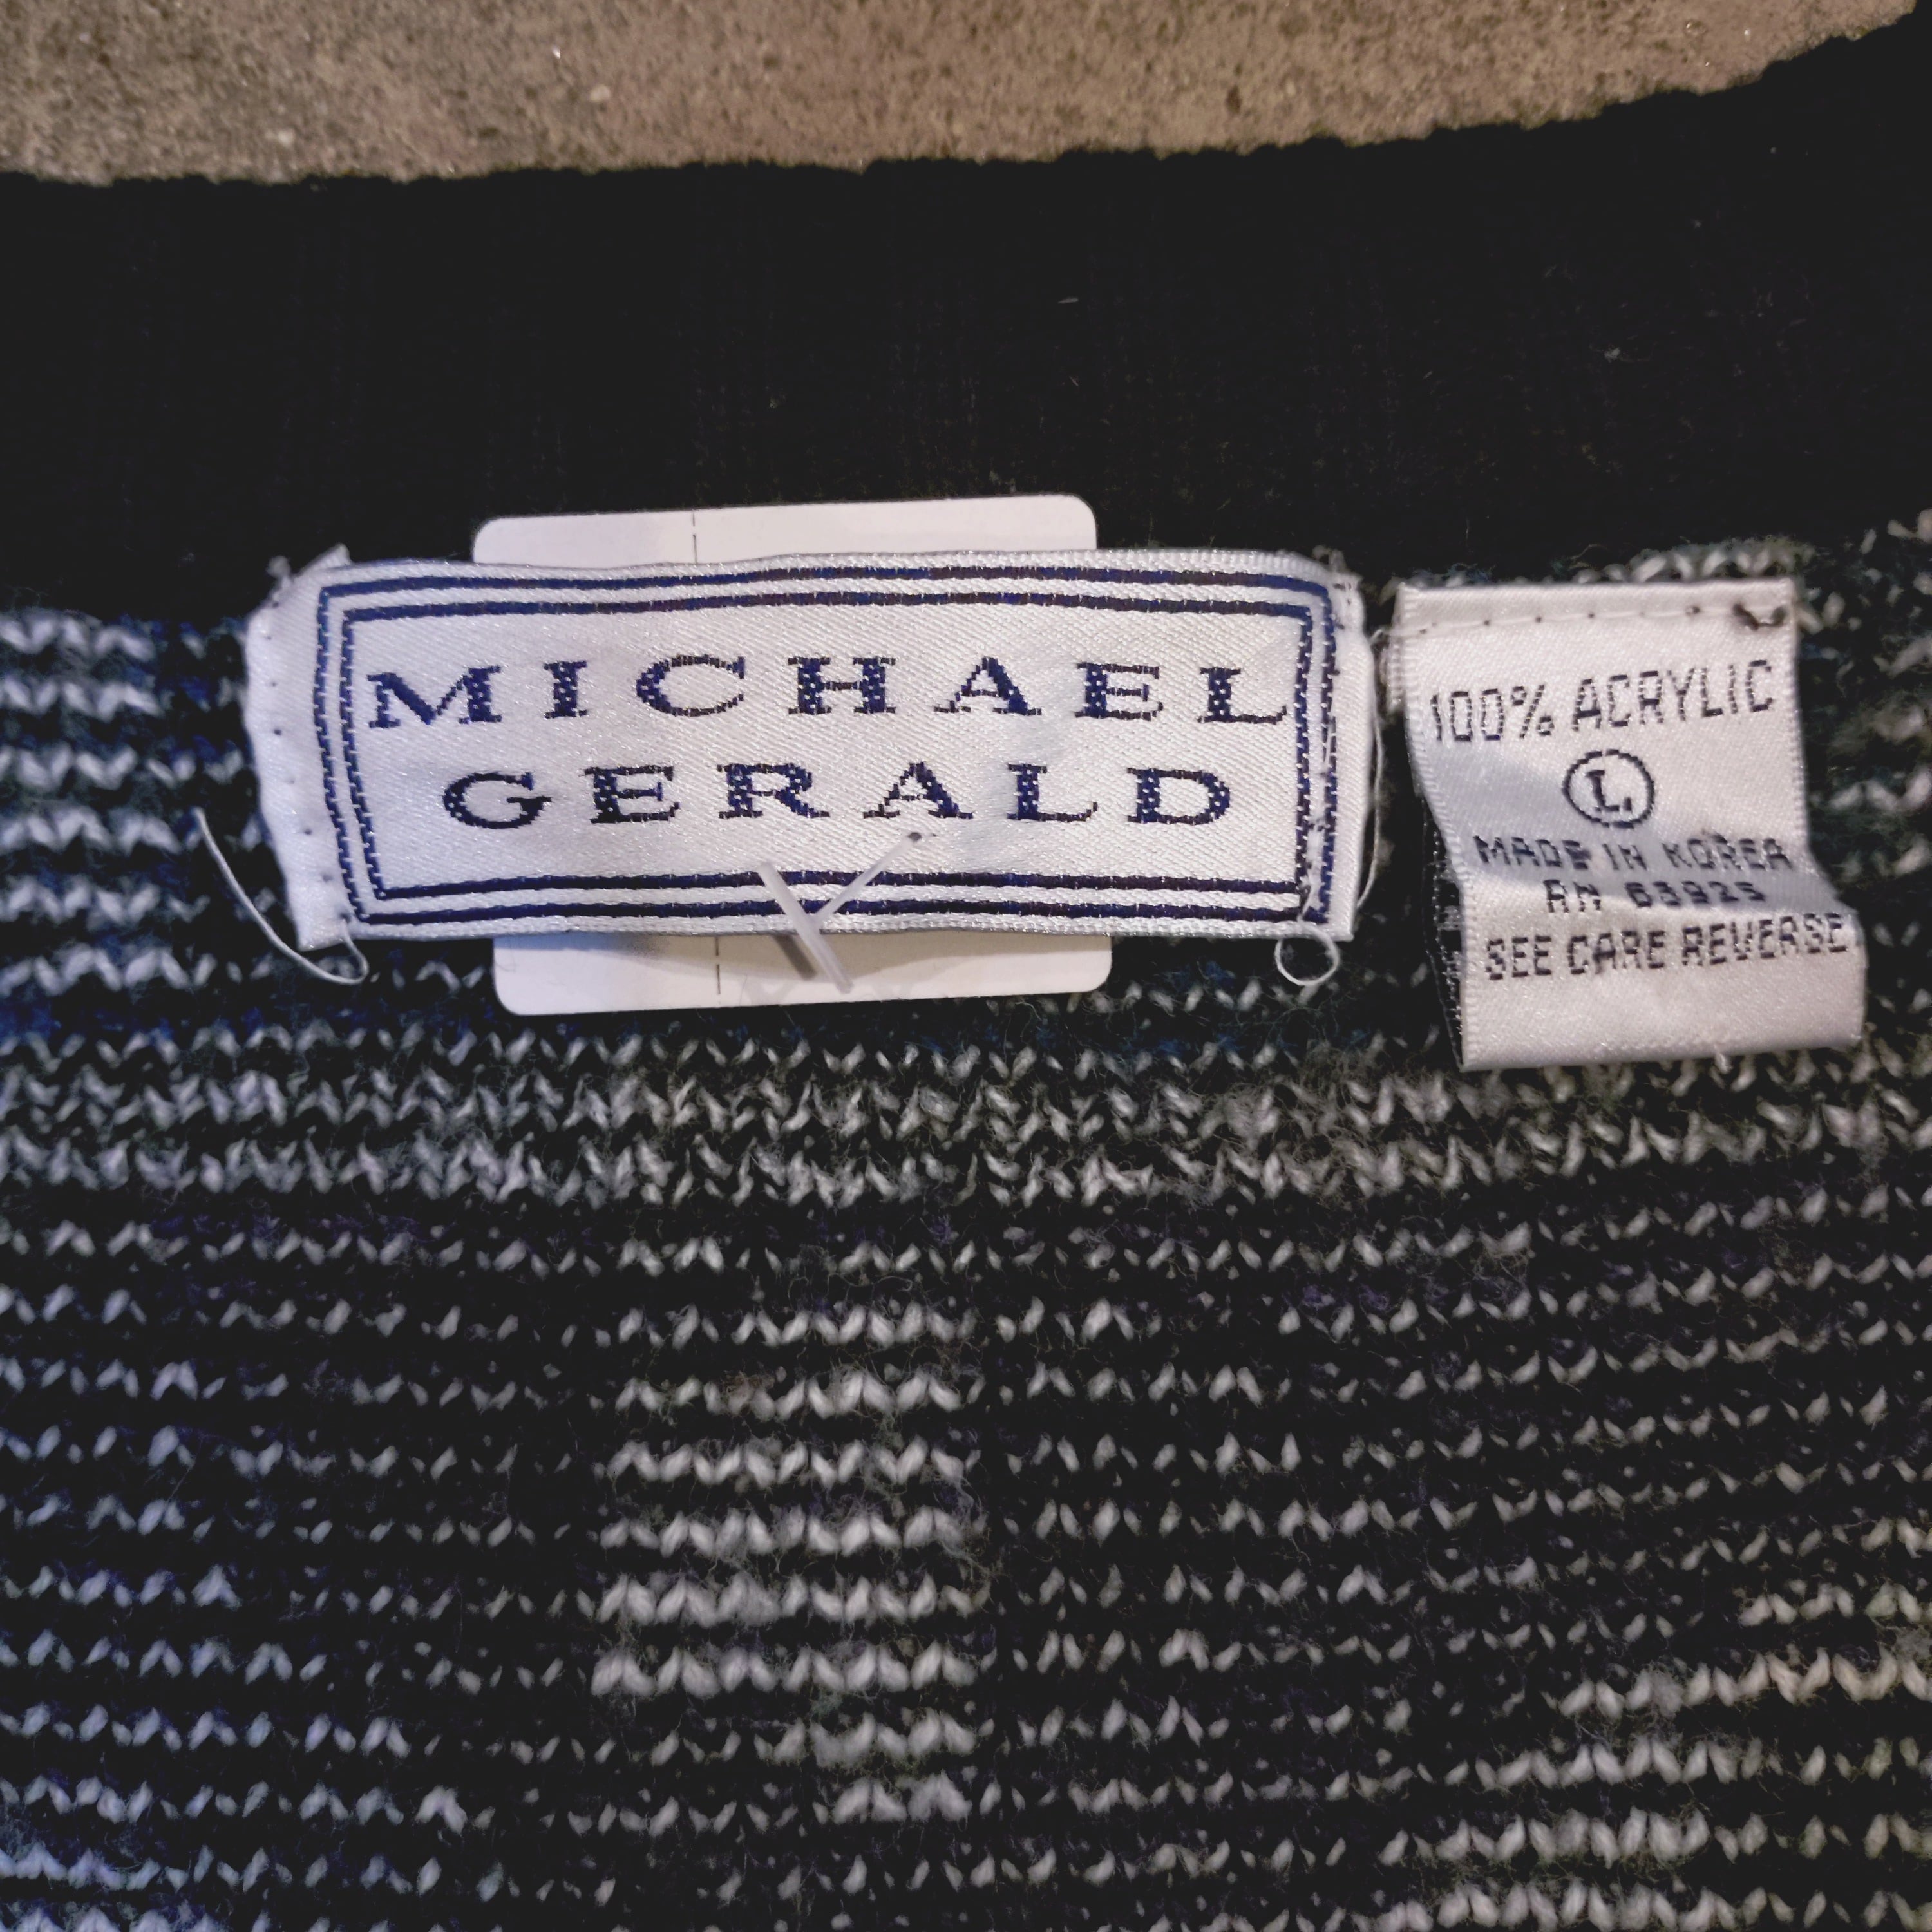 MICHAEL
GERALD
100% ACRYLIC
L
MADE IN KOREA
RN 63925
SEE CARE REVERSE